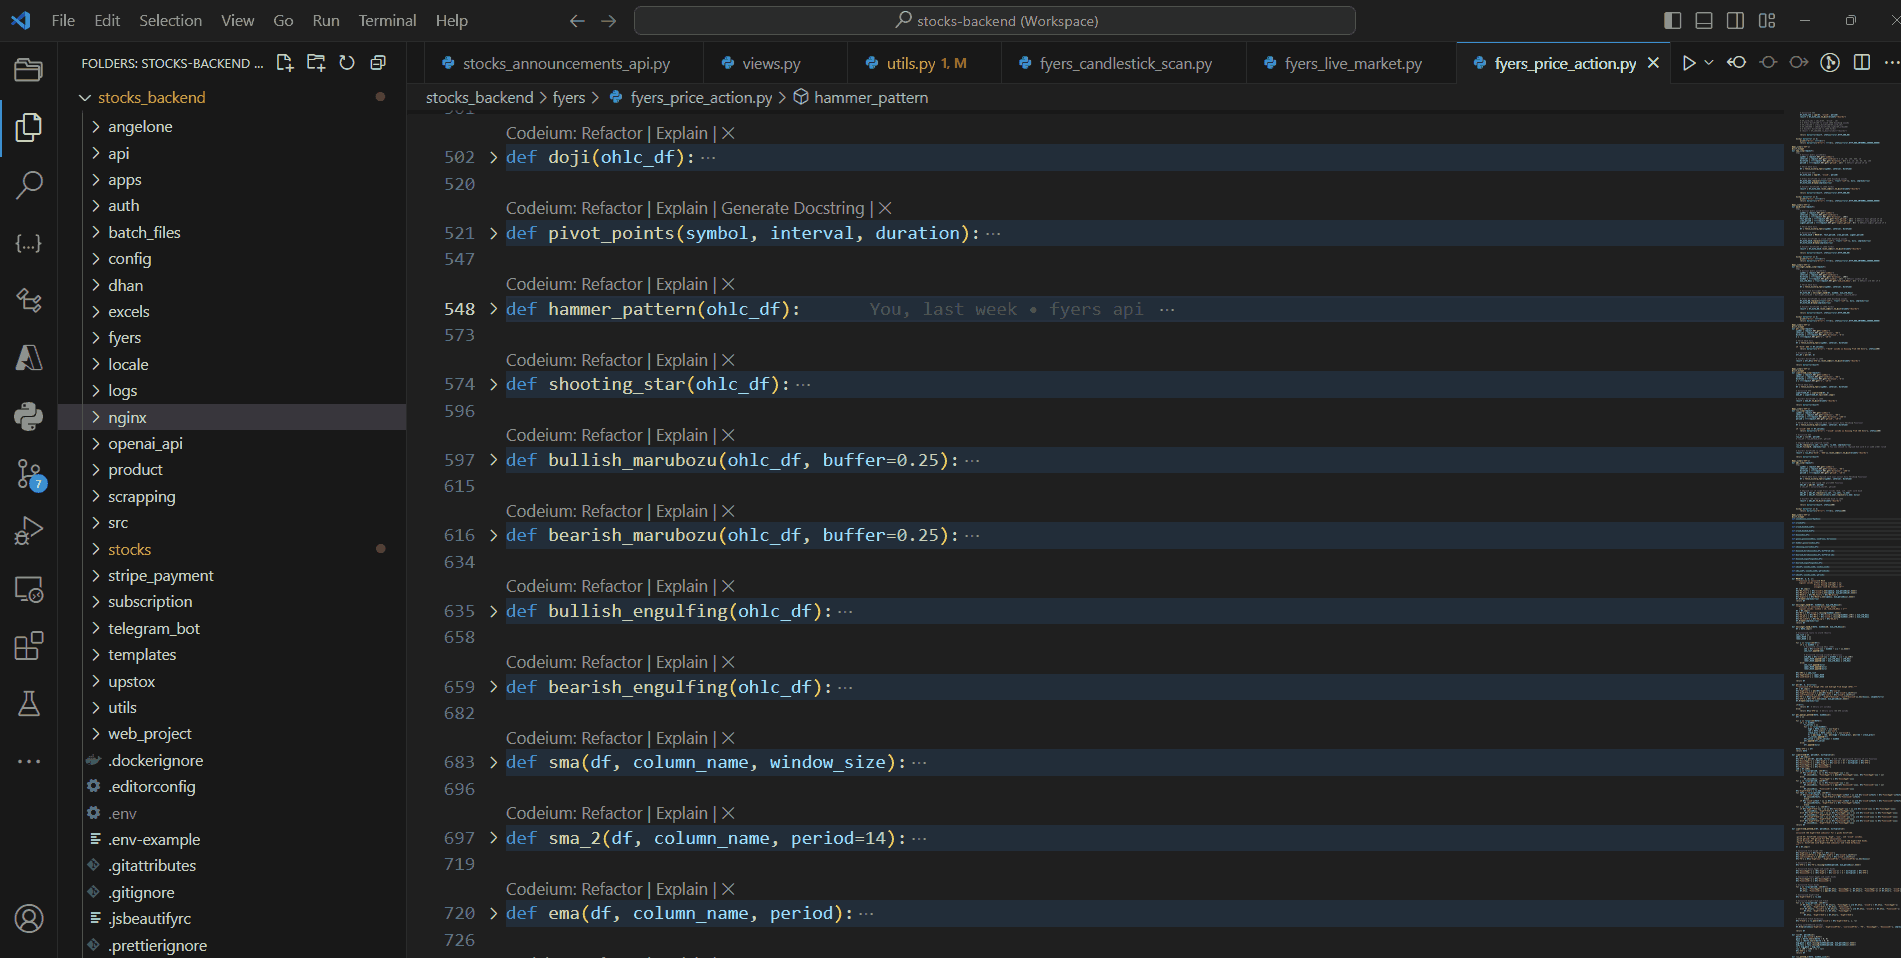 File Edit Selection View Go Run Terminal Help
stocks-backend (Workspace)
FOLDERS: STOCKS-BACKEND ...
stocks_backend
angelone
api
apps
auth
batch_files
config
dhan
excels
fyers
locale
logs
nginx
openai_api
product
scrapping
src
stocks
stripe_payment
subscription
telegram_bot
templates
upstox
utils
web_project
.dockerignore
.editorconfig
.env
.env-example
.gitattributes
.gitignore
.jsbeautifyrc
.prettierignore
7
stocks_announcements_api.py views.py utils.py 1, M fyers_candlestick_scan.py fyers_live_market.py fyers_price_action.py
stocks_backend > fyers > fyers_price_action.py > hammer_pattern
501
Codeium: Refactor | Explain | ×
502 > def doji(ohlc_df): ···
520
Codeium: Refactor | Explain | Generate Docstring | ×
521 > def pivot_points(symbol, interval, duration): ···
547
Codeium: Refactor | Explain | ×
548 > def hammer_pattern(ohlc_df): You, last week • fyers api ···
573
Codeium: Refactor | Explain | ×
574 > def shooting_star(ohlc_df): ···
596
Codeium: Refactor | Explain | ×
597 > def bullish_marubozu(ohlc_df, buffer=0.25): ···
615
Codeium: Refactor | Explain | ×
616 > def bearish_marubozu(ohlc_df, buffer=0.25): ···
634
Codeium: Refactor | Explain | ×
635 > def bullish_engulfing(ohlc_df): ···
658
Codeium: Refactor | Explain | ×
659 > def bearish_engulfing(ohlc_df): ···
682
Codeium: Refactor | Explain | ×
683 > def sma(df, column_name, window_size): ···
696
Codeium: Refactor | Explain | ×
697 > def sma_2(df, column_name, period=14): ···
719
Codeium: Refactor | Explain | ×
720 > def ema(df, column_name, period): ···
726